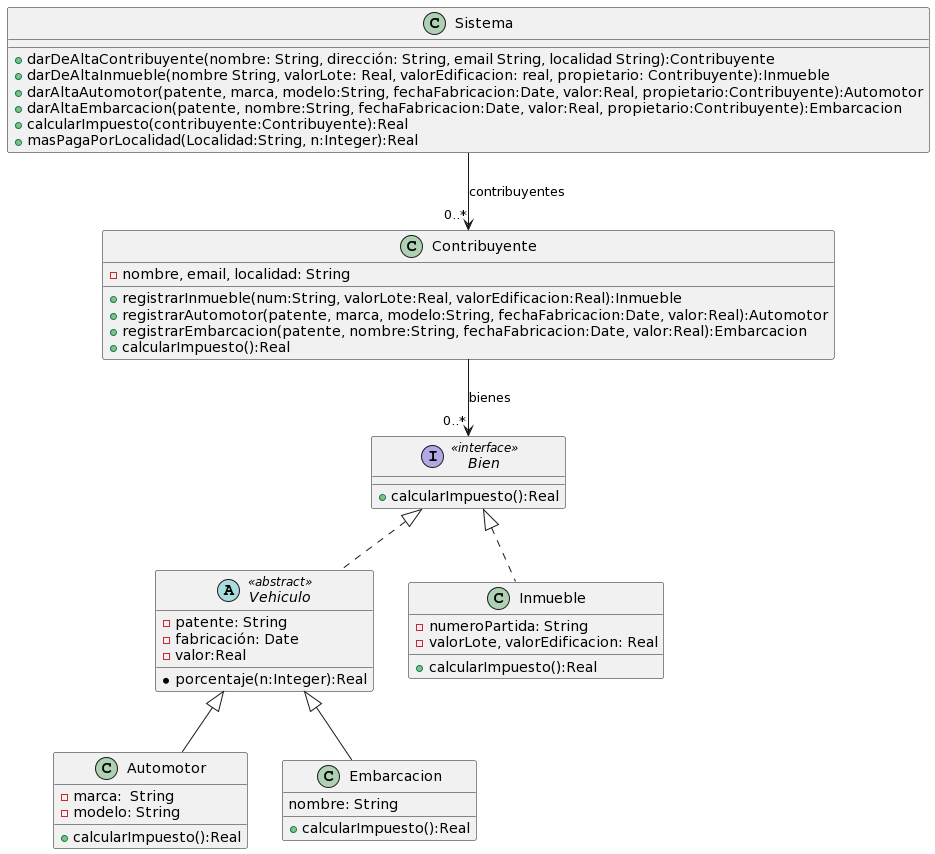 C Sistema
darDeAltaContribuyente(nombre: String, dirección: String, email String, localidad String):Contribuyente
darDeAltaInmueble(nombre String, valorLote: Real, valorEdificacion: real, propietario: Contribuyente):Inmueble
darAltaAutomotor(patente, marca, modelo:String, fechaFabricacion:Date, valor:Real, propietario:Contribuyente):Automotor
darAltaEmbarcacion(patente, nombre:String, fechaFabricacion:Date, valor:Real, propietario:Contribuyente):Embarcacion
calcularImpuesto(contribuyente:Contribuyente):Real
masPagaPorLocalidad(Localidad:String, n:Integer):Real
contribuyentes
0..*
C Contribuyente
nombre, email, localidad: String
registrarInmueble(num:String, valorLote:Real, valorEdificacion:Real):Inmueble
registrarAutomotor(patente, marca, modelo:String, fechaFabricacion:Date, valor:Real):Automotor
registrarEmbarcacion(patente, nombre:String, fechaFabricacion:Date, valor:Real):Embarcacion
calcularImpuesto():Real
bienes
0..*
«interface»
I Bien
calcularImpuesto():Real
«abstract»
A Vehiculo
patente: String
fabricación: Date
valor:Real
porcentaje(n:Integer):Real
C Inmueble
numeroPartida: String
valorLote, valorEdificacion: Real
calcularImpuesto():Real
C Automotor
marca:  String
modelo: String
calcularImpuesto():Real
C Embarcacion
nombre: String
calcularImpuesto():Real